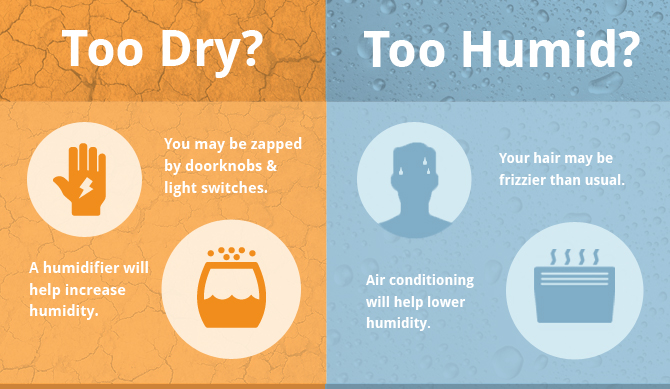 Too Dry?
You may be zapped
by doorknobs &
light switches.
A humidifier will
help increase
humidity.
Too Humid?
Your hair may be
frizzier than usual.
Air conditioning
will help lower
humidity.